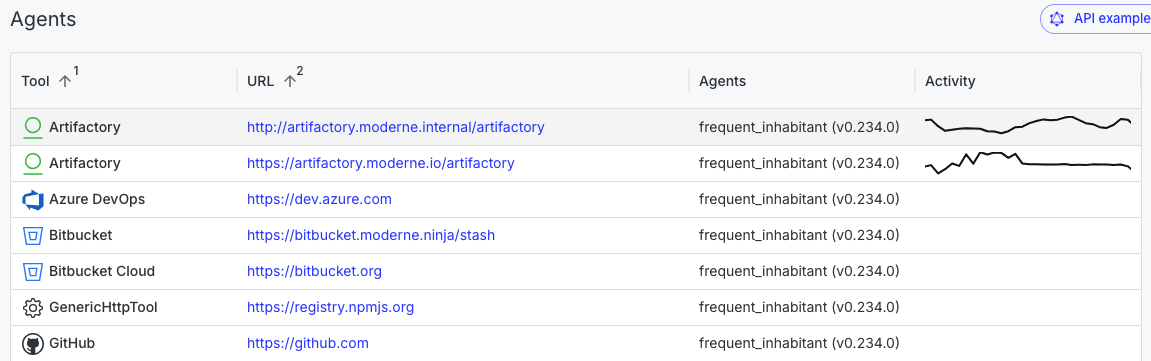 Agents
API example
Tool ↑1 URL ↑2 Agents Activity
Artifactory http://artifactory.moderne.internal/artifactory frequent_inhabitant (v0.234.0)
Artifactory https://artifactory.moderne.io/artifactory frequent_inhabitant (v0.234.0)
Azure DevOps https://dev.azure.com frequent_inhabitant (v0.234.0)
Bitbucket https://bitbucket.moderne.ninja/stash frequent_inhabitant (v0.234.0)
Bitbucket Cloud https://bitbucket.org frequent_inhabitant (v0.234.0)
GenericHttpTool https://registry.npmjs.org frequent_inhabitant (v0.234.0)
GitHub https://github.com frequent_inhabitant (v0.234.0)